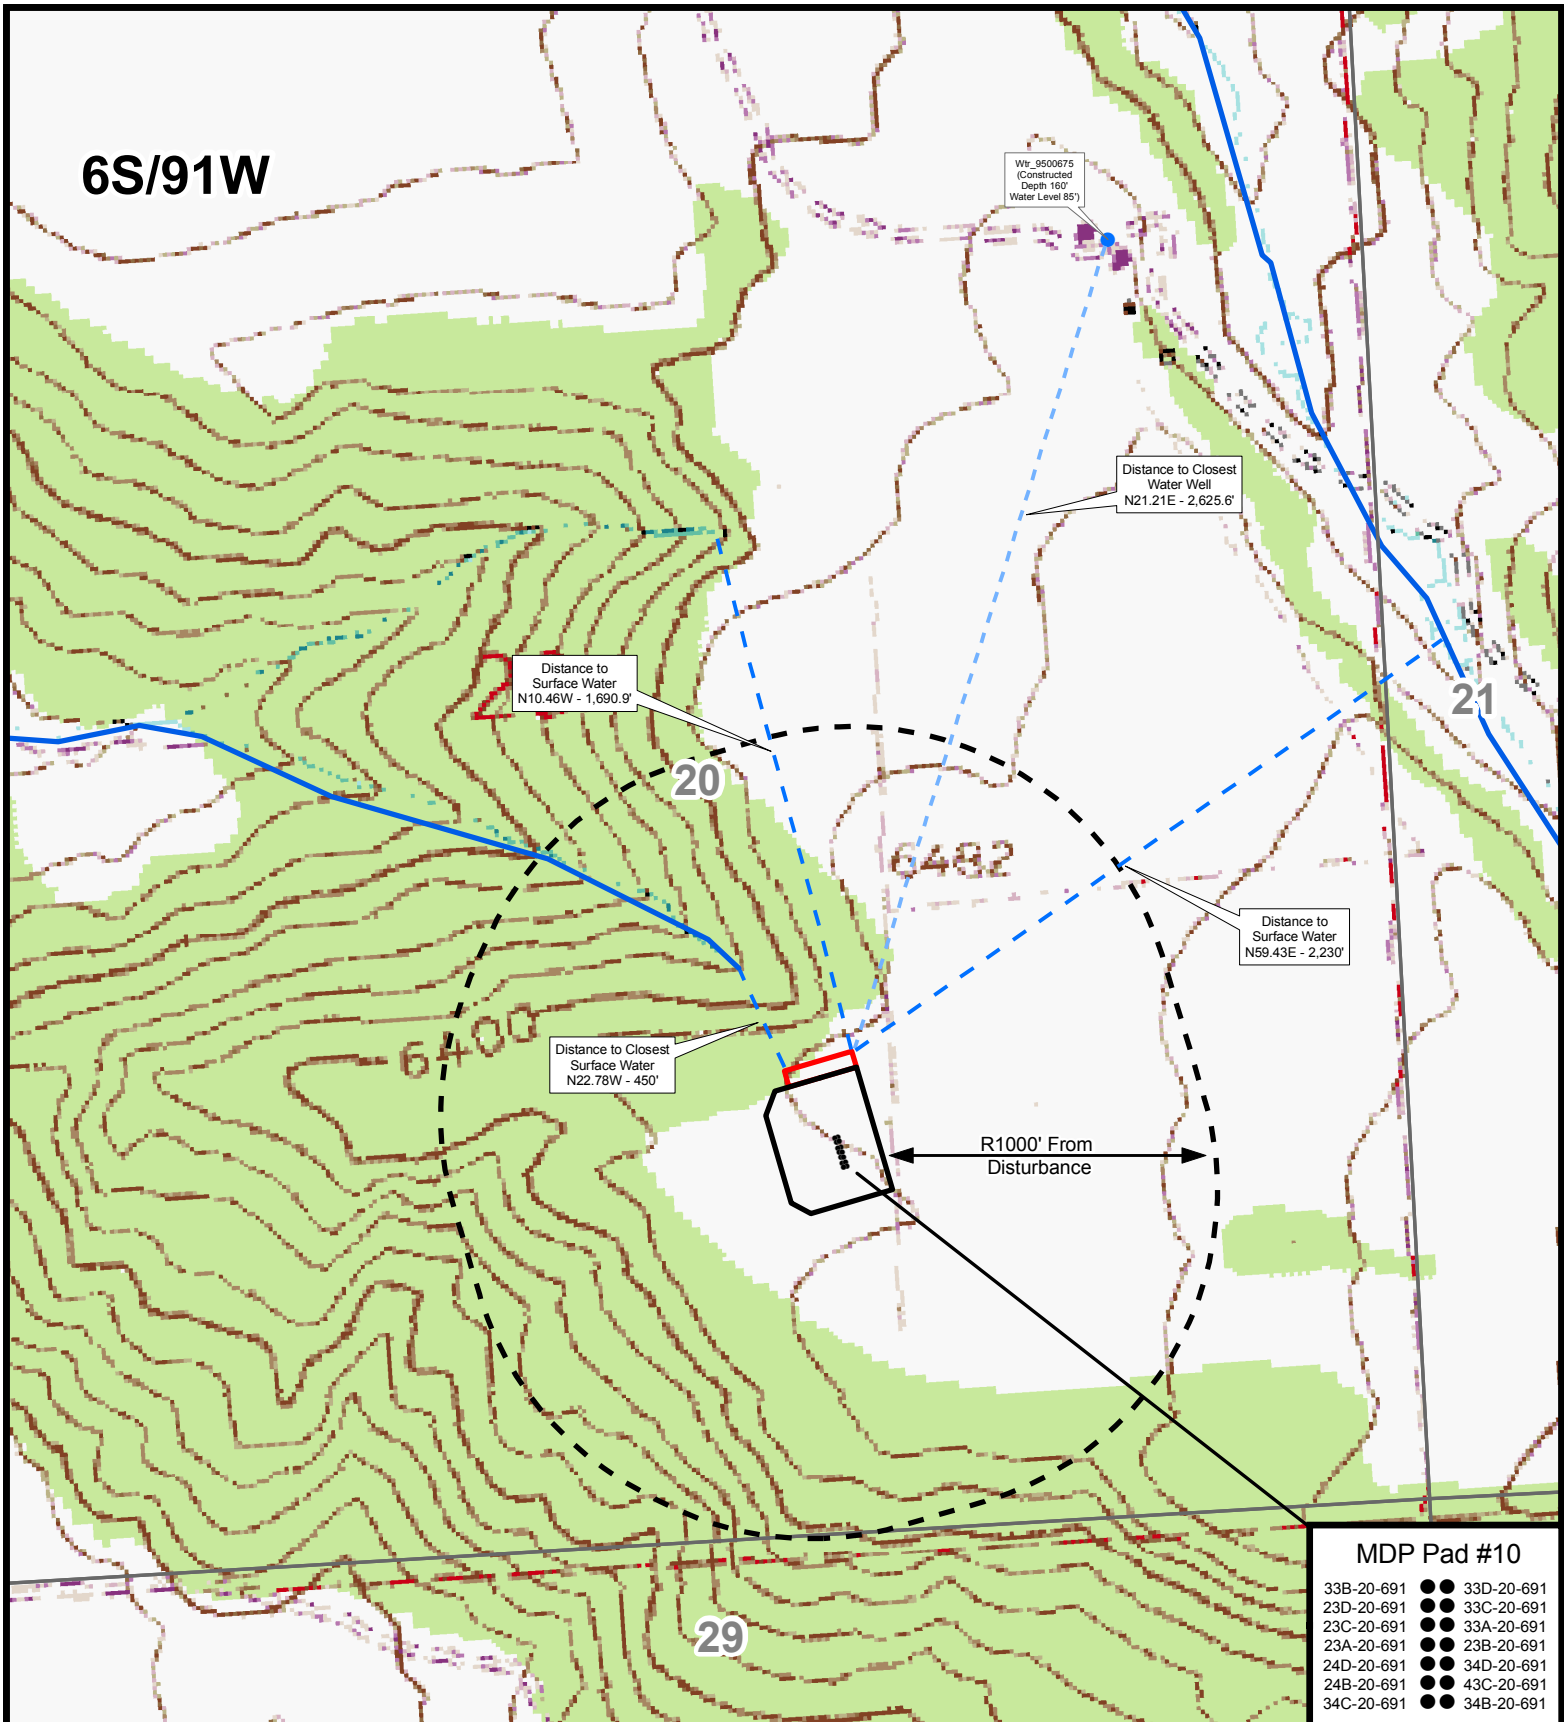 6S/91W
Wtr_9500675
(Constructed
Depth 160'
Water Level 85')
Distance to Closest
Water Well
N21.21E - 2,625.6'
Distance to
Surface Water
N10.46W - 1,690.9'
21
20
6482
Distance to
Surface Water
N59.43E - 2,230'
6400
Distance to Closest
Surface Water
N22.78W - 450'
R1000' From
Disturbance
29
MDP Pad #10
33B-20-691 33D-20-691
23D-20-691 33C-20-691
23C-20-691 33A-20-691
23A-20-691 23B-20-691
24D-20-691 34D-20-691
24B-20-691 43C-20-691
34C-20-691 34B-20-691